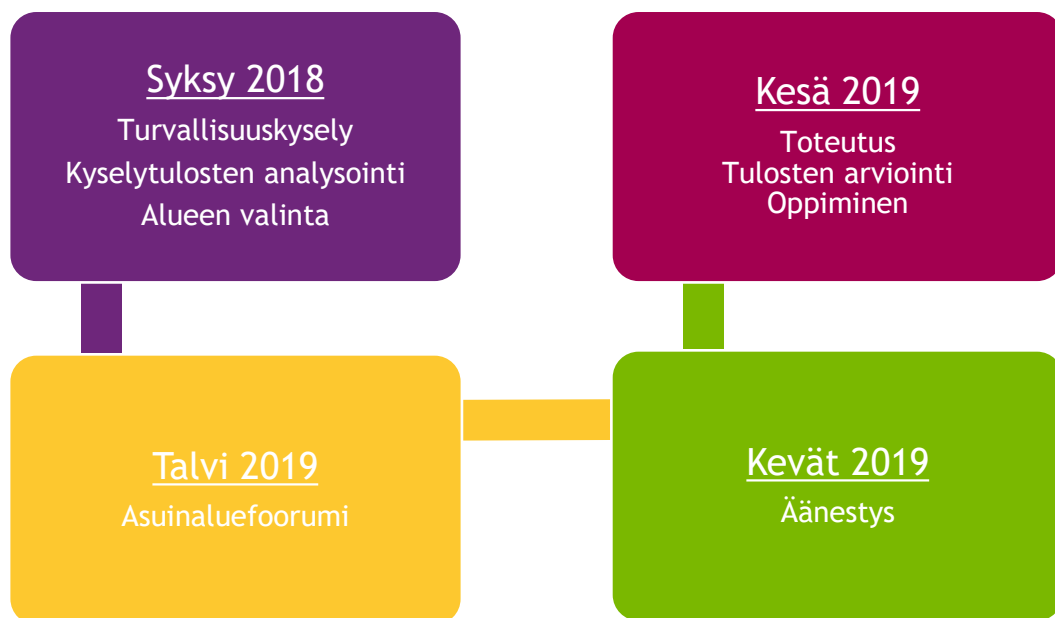 Syksy 2018
Turvallisuuskysely
Kyselytulosten analysointi
Alueen valinta
Talvi 2019
Asuinaluefoorumi
Kevät 2019
Äänestys
Kesä 2019
Toteutus
Tulosten arviointi
Oppiminen